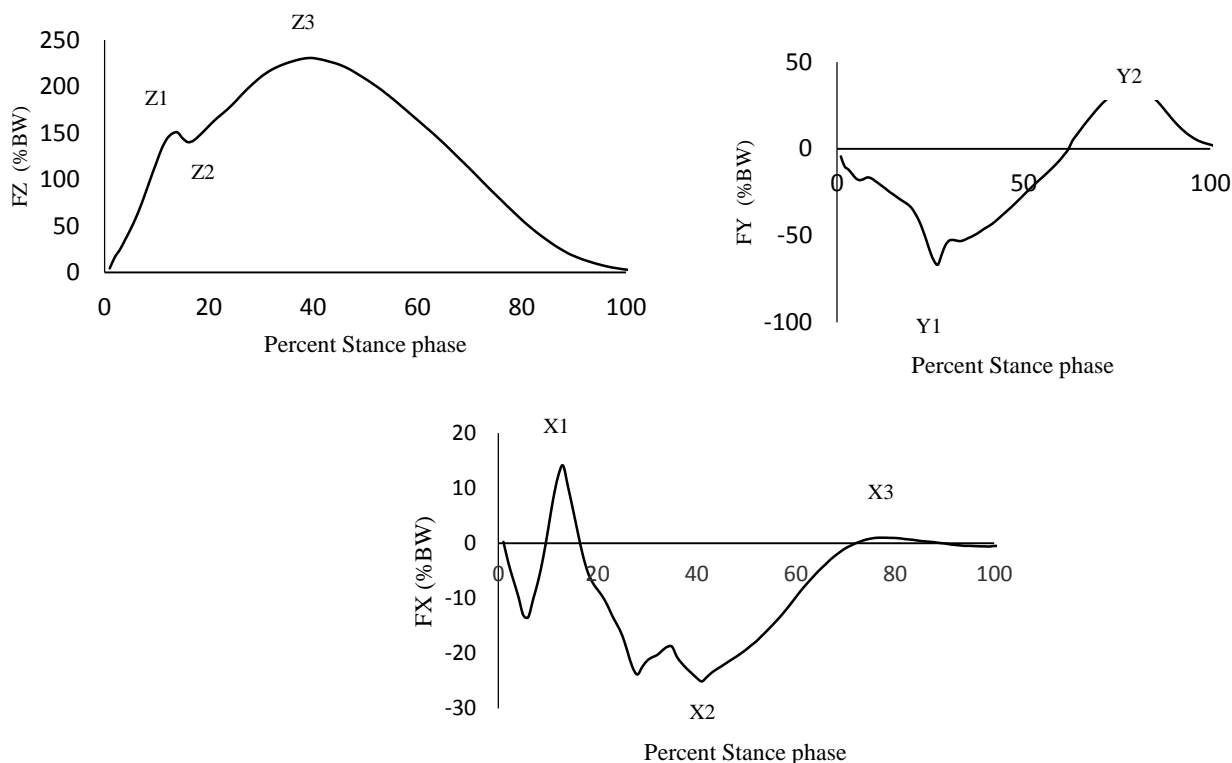 Z3
250
200
Z1
150
Z2
100
50
0
FZ (%BW)
0 20 40 60 80 100
Percent Stance phase
50
Y2
0
0 50 100
-50
-100
FY (%BW)
Y1
Percent Stance phase
X1
20
10
X3
0
0 20 40 60 80 100
-10
-20
-30
FX (%BW)
X2
Percent Stance phase